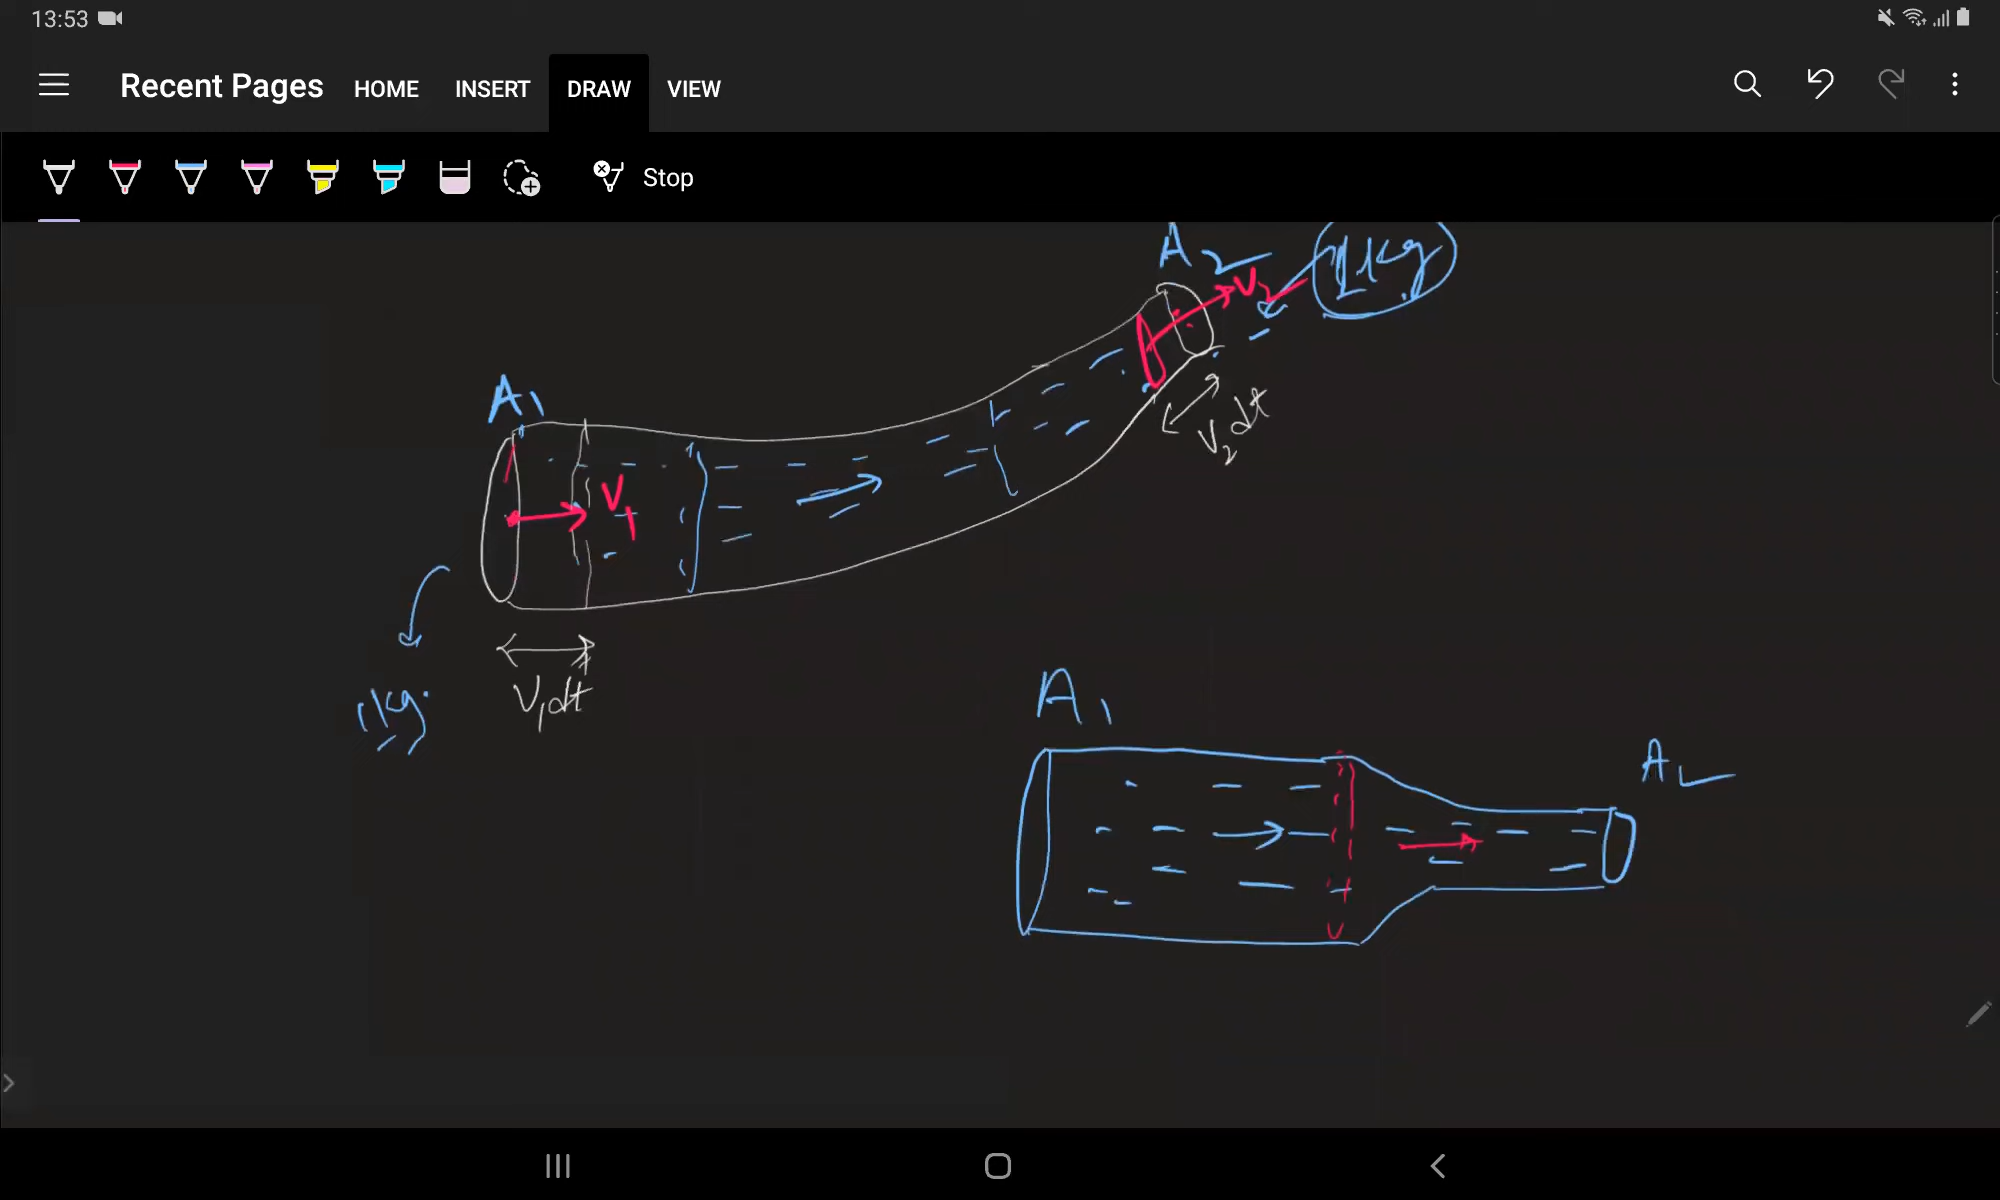 13:53
Recent Pages HOME INSERT DRAW VIEW
Stop
A2
1kg
V2
A1
V2dt
V1
1kg.
V1dt
A1
A2